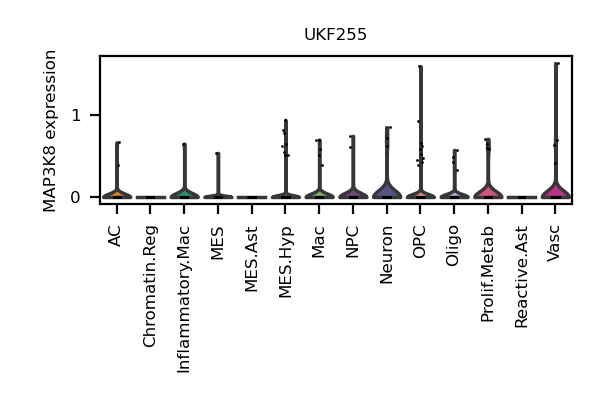 UKF255
MAP3K8 expression
1
0
AC
Chromatin.Reg
Inflammatory.Mac
MES
MES.Ast
MES.Hyp
Mac
NPC
Neuron
OPC
Oligo
Prolif.Metab
Reactive.Ast
Vasc